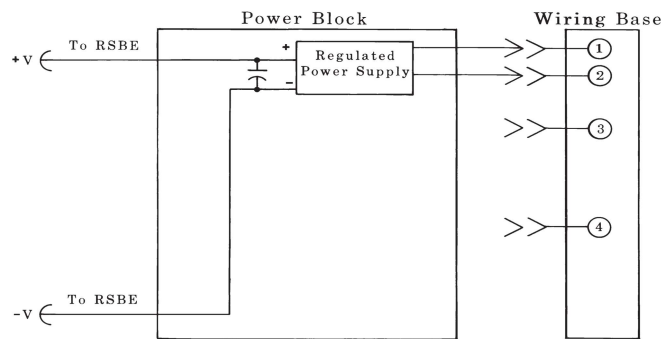 Power Block
Wiring Base
To RSBE
+V
+
Regulated
Power Supply
-
1
2
3
4
To RSBE
-V